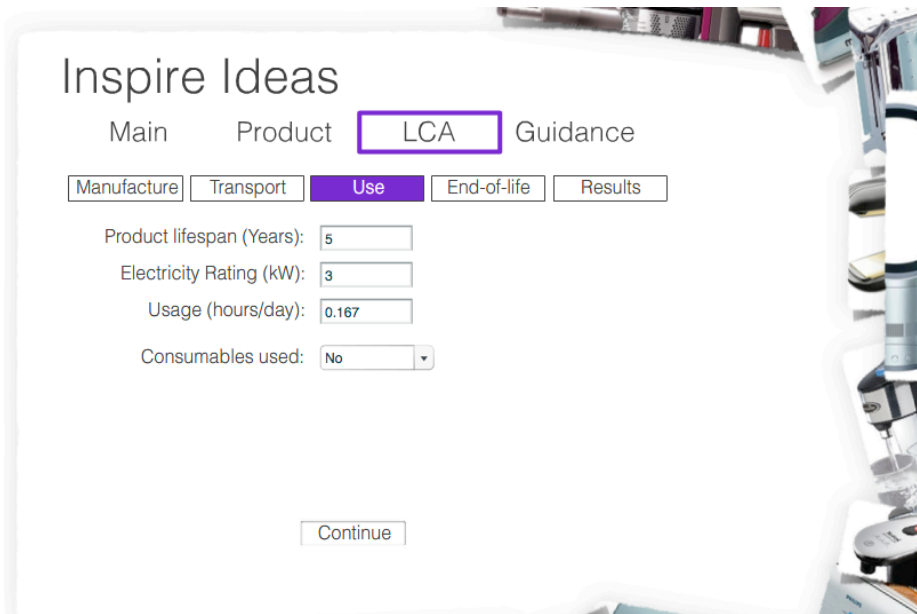 Inspire Ideas
Main Product LCA Guidance
Manufacture Transport Use End-of-life Results
Product lifespan (Years): 5
Electricity Rating (kW): 3
Usage (hours/day): 0.167
Consumables used: No
Continue